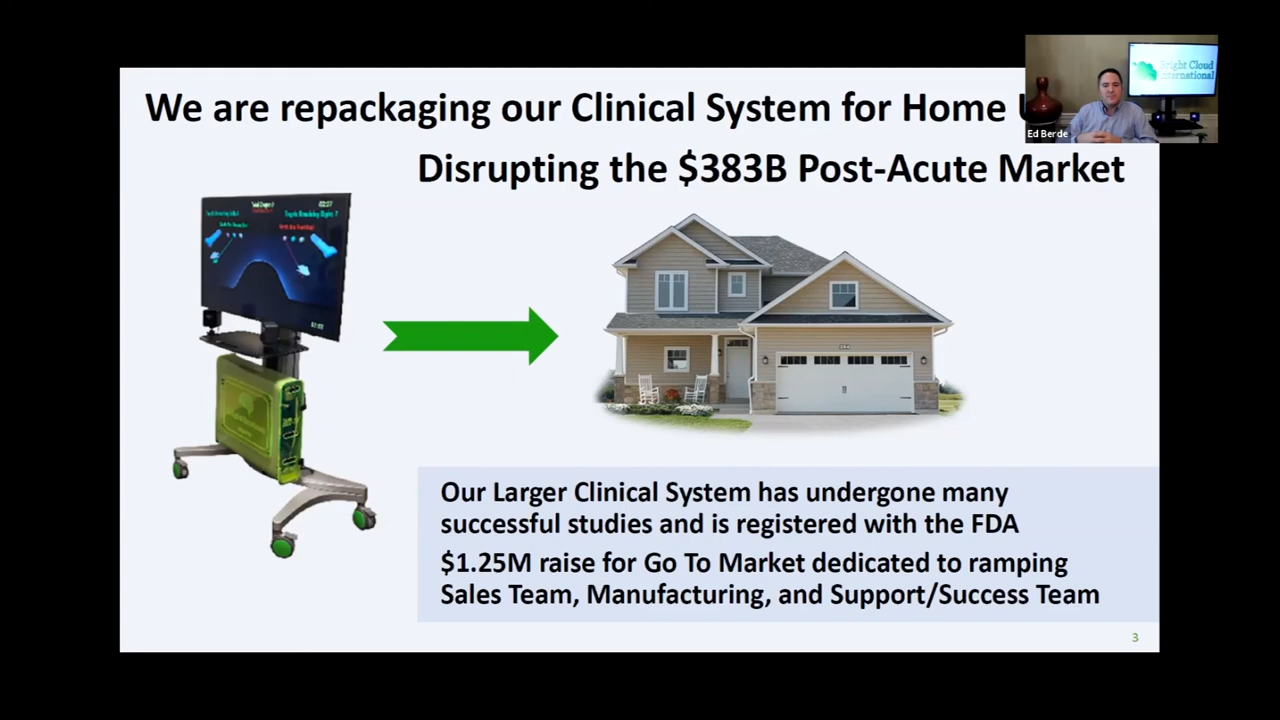 We are repackaging our Clinical System for Home
Disrupting the $383B Post-Acute Market
Bright Cloud
International
Ed Berde
Our Larger Clinical System has undergone many
successful studies and is registered with the FDA
$1.25M raise for Go To Market dedicated to ramping
Sales Team, Manufacturing, and Support/Success Team
3